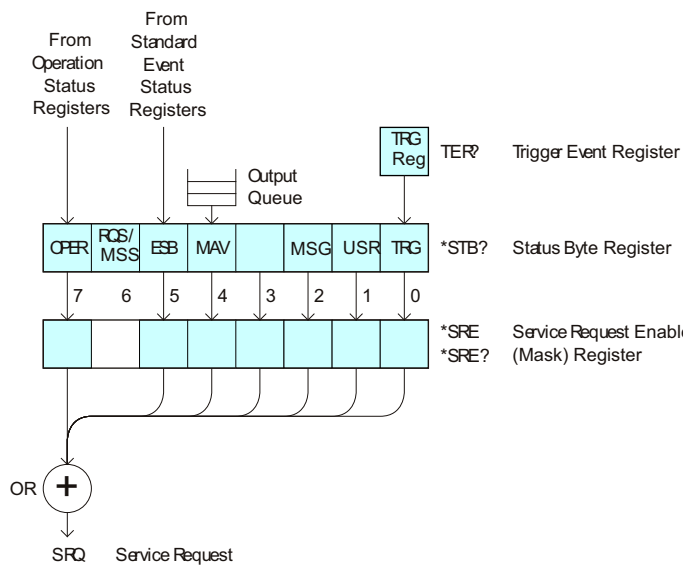 From
Operation
Status
Registers
From
Standard
Event
Status
Registers
Output
Queue
TRG
Reg
TER? Trigger Event Register
OPER RQS/MSS ESB MAV MSG USR TRG
*STB? Status Byte Register
7 6 5 4 3 2 1 0
*SRE Service Request Enable
*SRE? (Mask) Register
OR +
SRQ Service Request